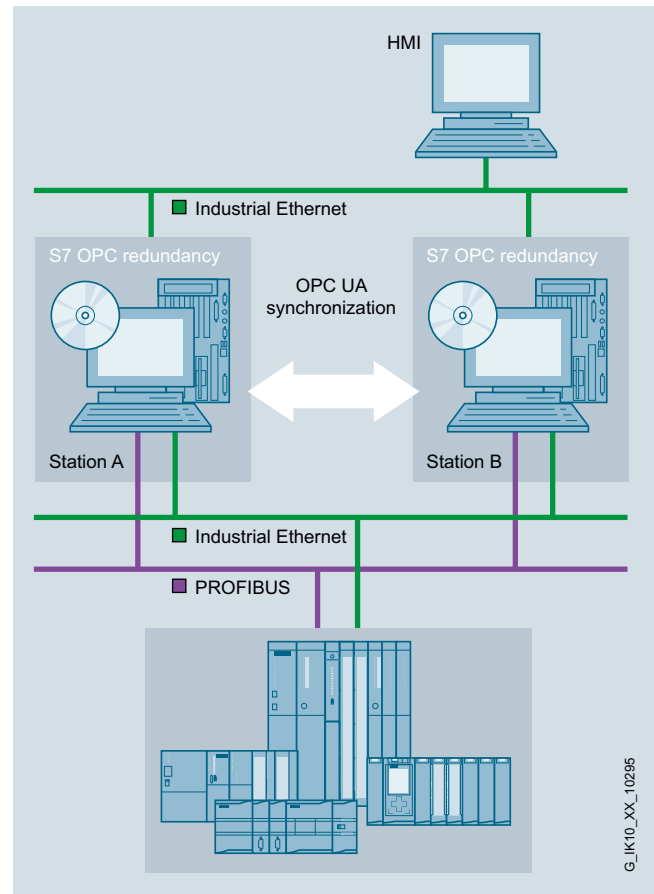 HMI
Industrial Ethernet
S7 OPC redundancy
S7 OPC redundancy
OPC UA
synchronization
Station A
Station B
Industrial Ethernet
PROFIBUS
G_IK10_XX_10295